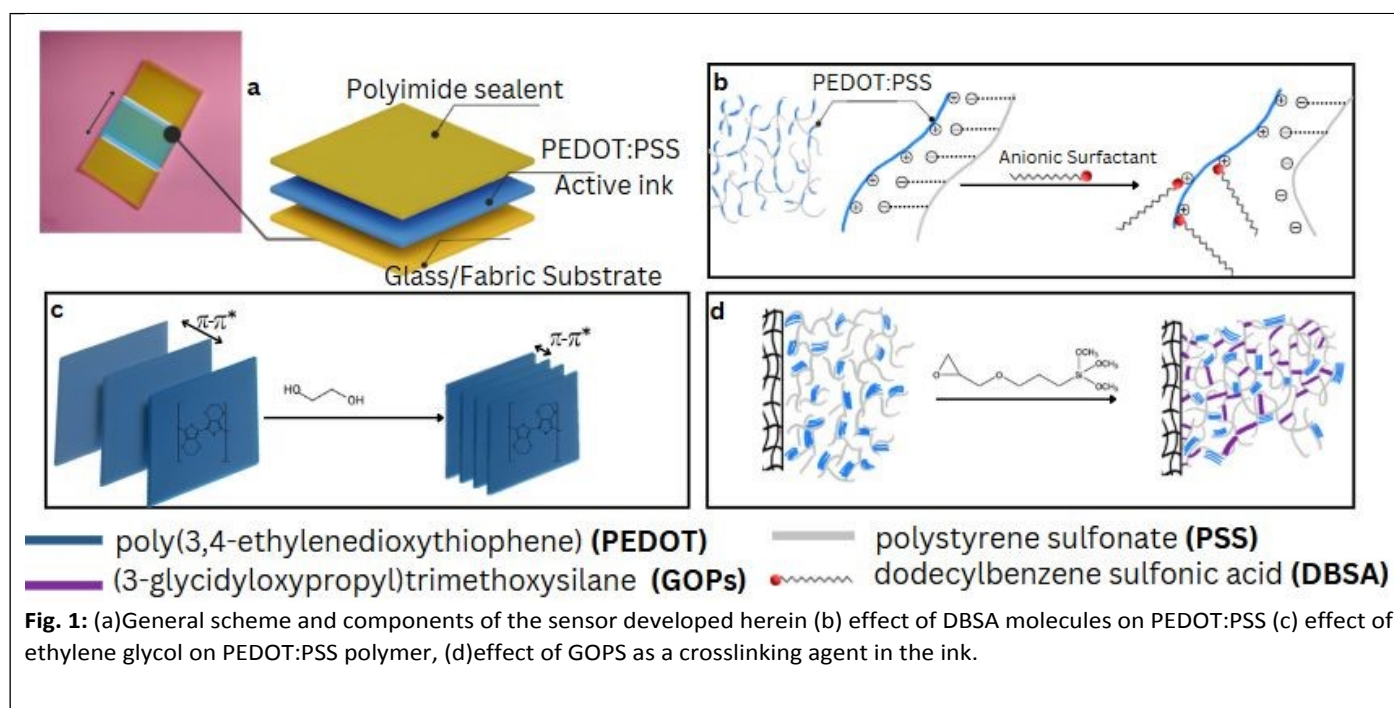 a
Polyimide sealent
PEDOT:PSS
Active ink
Glass/Fabric Substrate
b
PEDOT:PSS
Anionic Surfactant
c
π-π*
HO
OH
π-π*
d
O
O
Si
OCH₃
OCH₃
OCH₃
poly(3,4-ethylenedioxythiophene) (PEDOT)
polystyrene sulfonate (PSS)
(3-glycidyloxypropyl)trimethoxysilane (GOPs)
dodecylbenzene sulfonic acid (DBSA)
Fig. 1: (a)General scheme and components of the sensor developed herein (b) effect of DBSA molecules on PEDOT:PSS (c) effect of
ethylene glycol on PEDOT:PSS polymer, (d)effect of GOPS as a crosslinking agent in the ink.